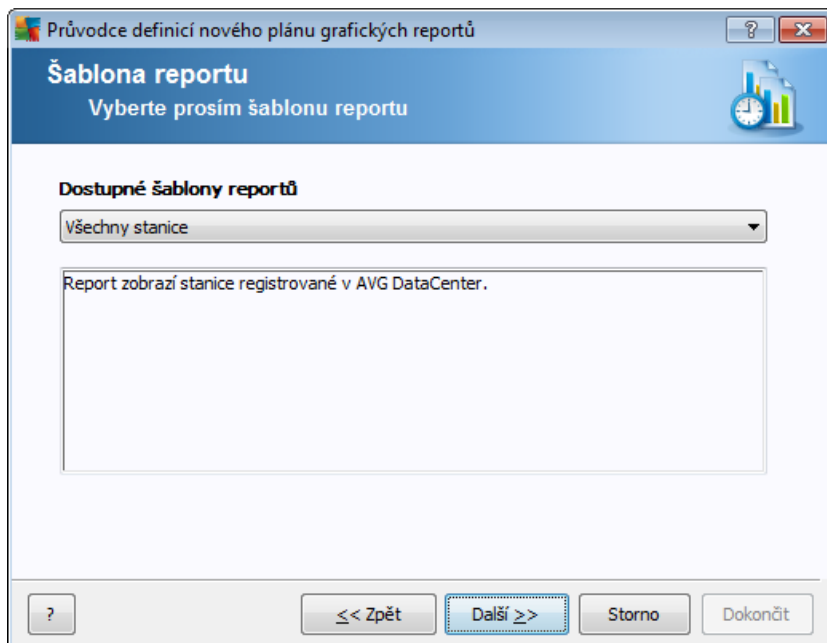 Průvodce definicí nového plánu grafických reportů
?
Šablona reportu
Vyberte prosím šablonu reportu
Dostupné šablony reportů
Všechny stanice
Report zobrazí stanice registrované v AVG DataCenter.
? << Zpět Další >> Storno Dokončit